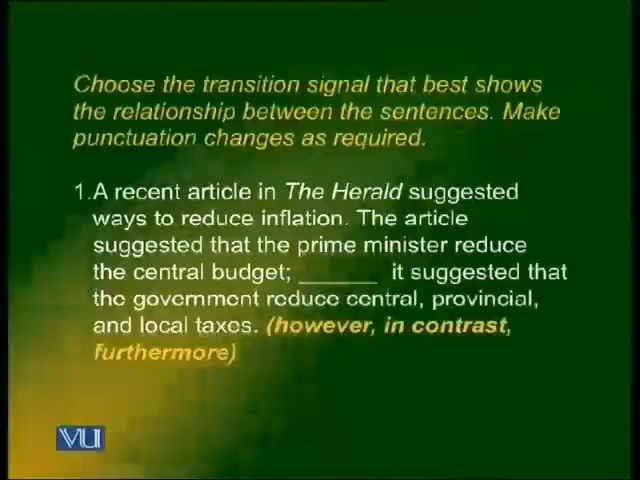 Choose the transition signal that best shows
the relationship between the sentences. Make
punctuation changes as required.
1.A recent article in The Herald suggested
ways to reduce inflation. The article
suggested that the prime minister reduce
the central budget; ______ it suggested that
the government reduce central, provincial,
and local taxes. (however, in contrast,
furthermore)
VU